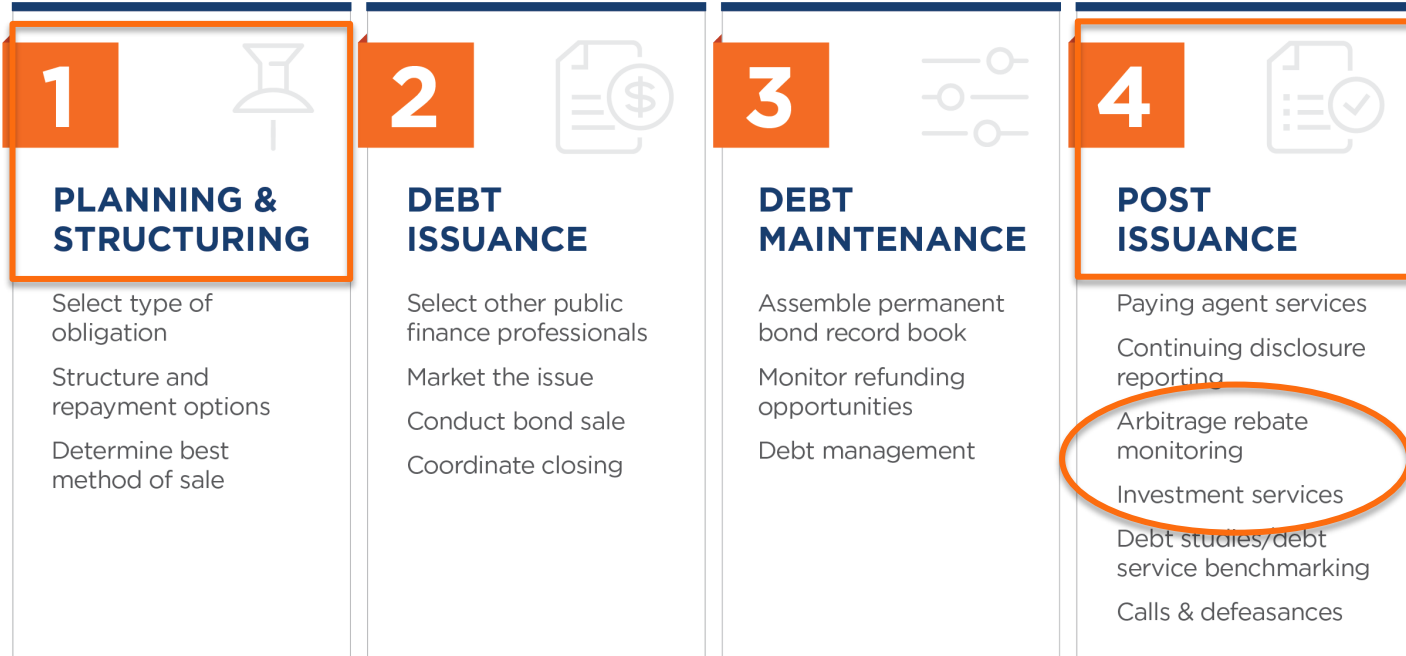 1
PLANNING &
STRUCTURING
Select type of
obligation
Structure and
repayment options
Determine best
method of sale
2
DEBT
ISSUANCE
Select other public
finance professionals
Market the issue
Conduct bond sale
Coordinate closing
3
DEBT
MAINTENANCE
Assemble permanent
bond record book
Monitor refunding
opportunities
Debt management
4
POST
ISSUANCE
Paying agent services
Continuing disclosure
reporting
Arbitrage rebate
monitoring
Investment services
Debt studies/debt
service benchmarking
Calls & defeasances